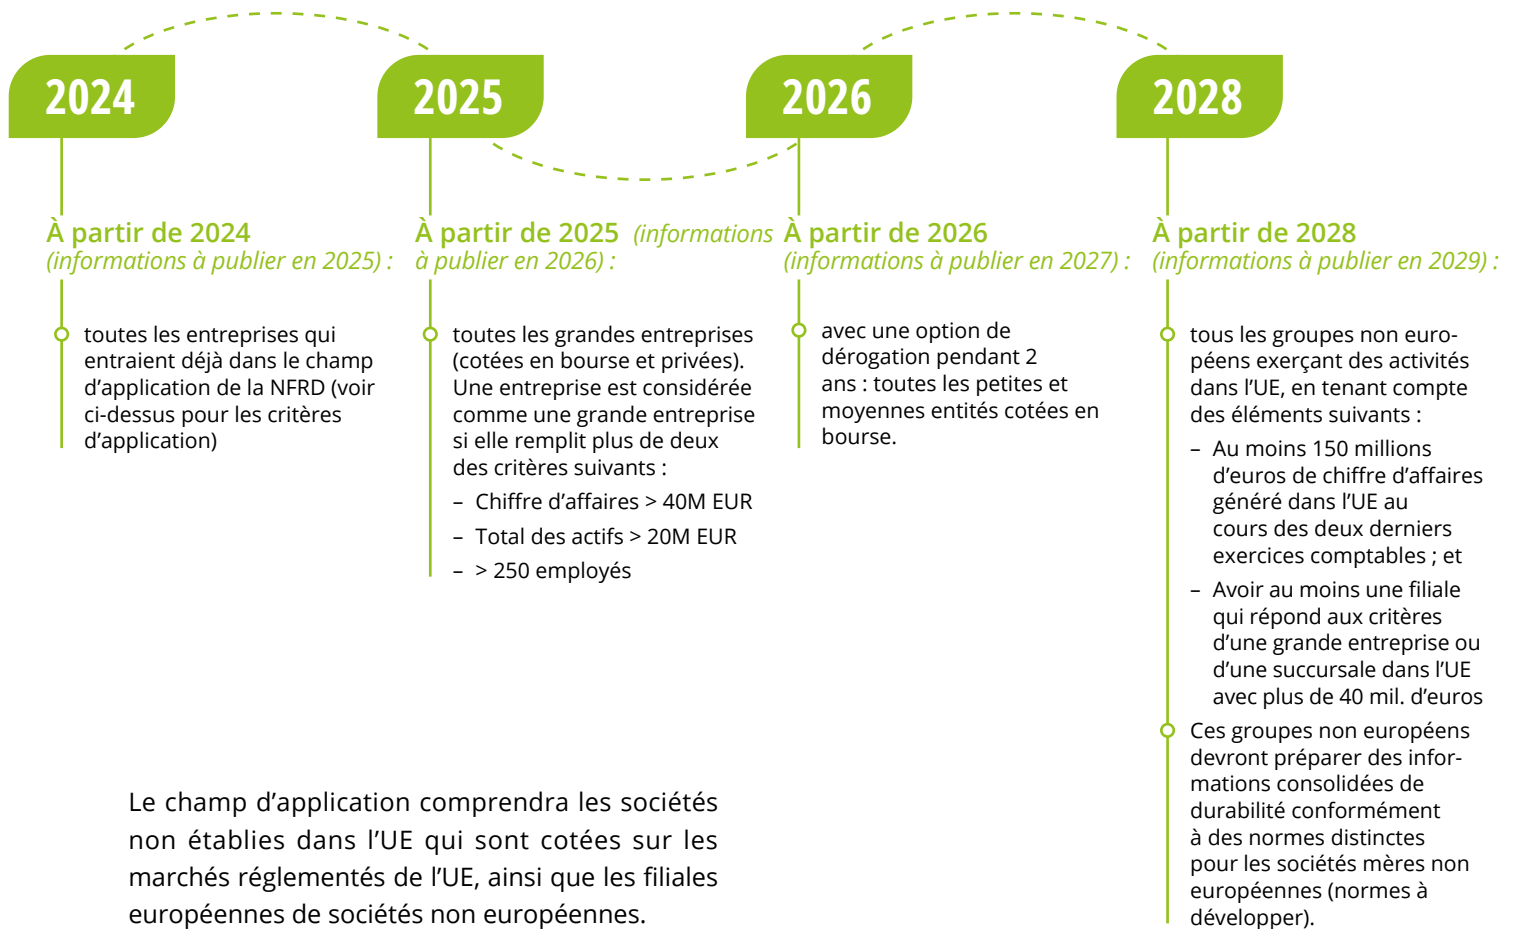 2024
2025
2026
2028
À partir de 2024
(informations à publier en 2025) :
toutes les entreprises qui
entraient déjà dans le champ
d’application de la NFRD (voir
ci-dessus pour les critères
d’application)
À partir de 2025 (informations
à publier en 2026) :
toutes les grandes entreprises
(cotées en bourse et privées).
Une entreprise est considérée
comme une grande entreprise
si elle remplit plus de deux
des critères suivants :
– Chiffre d’affaires > 40M EUR
– Total des actifs > 20M EUR
– > 250 employés
À partir de 2026
(informations à publier en 2027) :
avec une option de
dérogation pendant 2
ans : toutes les petites et
moyennes entités cotées en
bourse.
À partir de 2028
(informations à publier en 2029) :
tous les groupes non euro-
péens exerçant des activités
dans l’UE, en tenant compte
des éléments suivants :
– Au moins 150 millions
d’euros de chiffre d’affaires
généré dans l’UE au
cours des deux derniers
exercices comptables ; et
– Avoir au moins une filiale
qui répond aux critères
d’une grande entreprise ou
d’une succursale dans l’UE
avec plus de 40 mil. d’euros
Ces groupes non européens
devront préparer des infor-
mations consolidées de
durabilité conformément
à des normes distinctes
pour les sociétés mères non
européennes (normes à
développer).
Le champ d’application comprendra les sociétés
non établies dans l’UE qui sont cotées sur les
marchés réglementés de l’UE, ainsi que les filiales
européennes de sociétés non européennes.